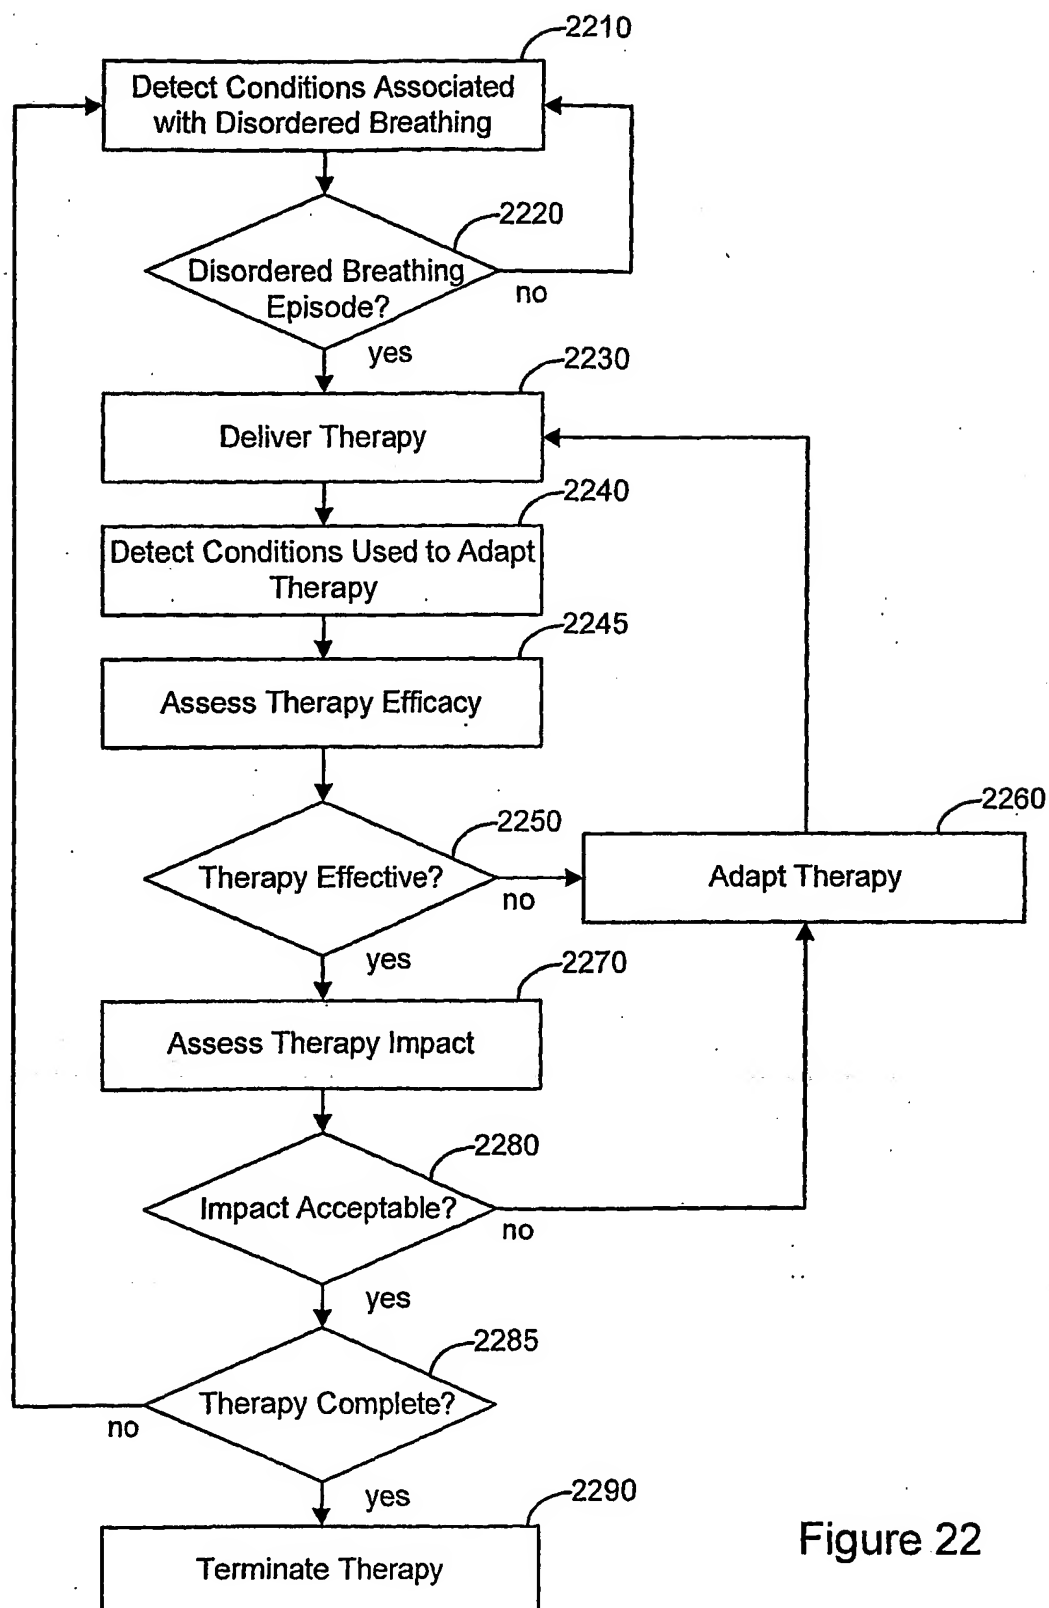 2210
Detect Conditions Associated
with Disordered Breathing
2220
Disordered Breathing
Episode?
no
yes
2230
Deliver Therapy
2240
Detect Conditions Used to Adapt
Therapy
2245
Assess Therapy Efficacy
2250
Therapy Effective?
no
2260
Adapt Therapy
yes
2270
Assess Therapy Impact
2280
Impact Acceptable?
no
yes
2285
Therapy Complete?
no
yes
2290
Terminate Therapy
Figure 22